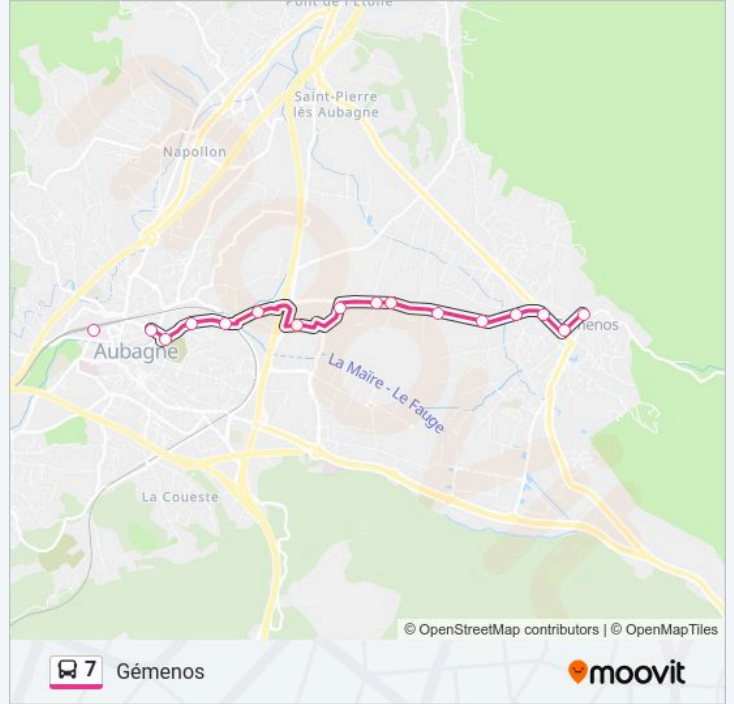 Pont de l'Étoile
Saint-Pierre
lès Aubagne
Napollon
Aubagne
menos
La Maïre - Le Fauge
La Coueste
© OpenStreetMap contributors | © OpenMapTiles
7 Gémenos
moovit